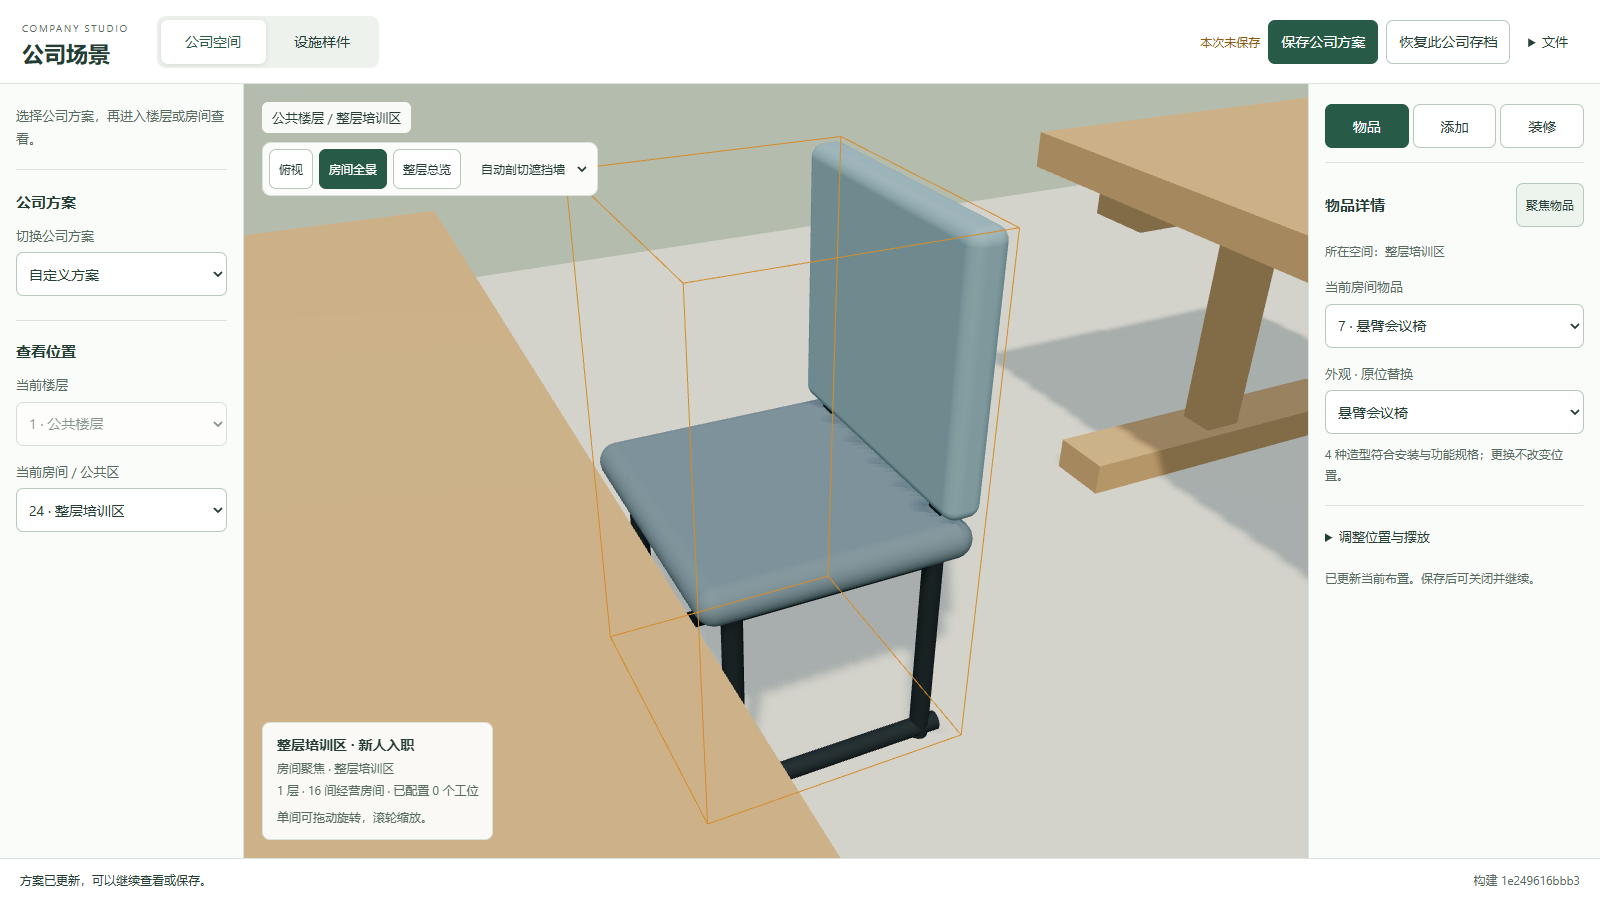 COMPANY STUDIO
公司场景
公司空间
设施样件
本次未保存
保存公司方案
恢复此公司存档
文件
选择公司方案，再进入楼层或房间查
看。
公司方案
切换公司方案
自定义方案
查看位置
当前楼层
1 · 公共楼层
当前房间 / 公共区
24 · 整层培训区
公共楼层 / 整层培训区
俯视
房间全景
整层总览
自动剖切遮挡墙
整层培训区 · 新人入职
房间聚焦 · 整层培训区
1 层 · 16 间经营房间 · 已配置 0 个工位
单间可拖动旋转，滚轮缩放。
物品
添加
装修
物品详情
聚焦物品
所在空间：整层培训区
当前房间物品
7 · 悬臂会议椅
外观 · 原位替换
悬臂会议椅
4 种造型符合安装与功能规格；更换不改变位
置。
调整位置与摆放
已更新当前布置。保存后可关闭并继续。
方案已更新，可以继续查看或保存。
构建 1e249616bbb3